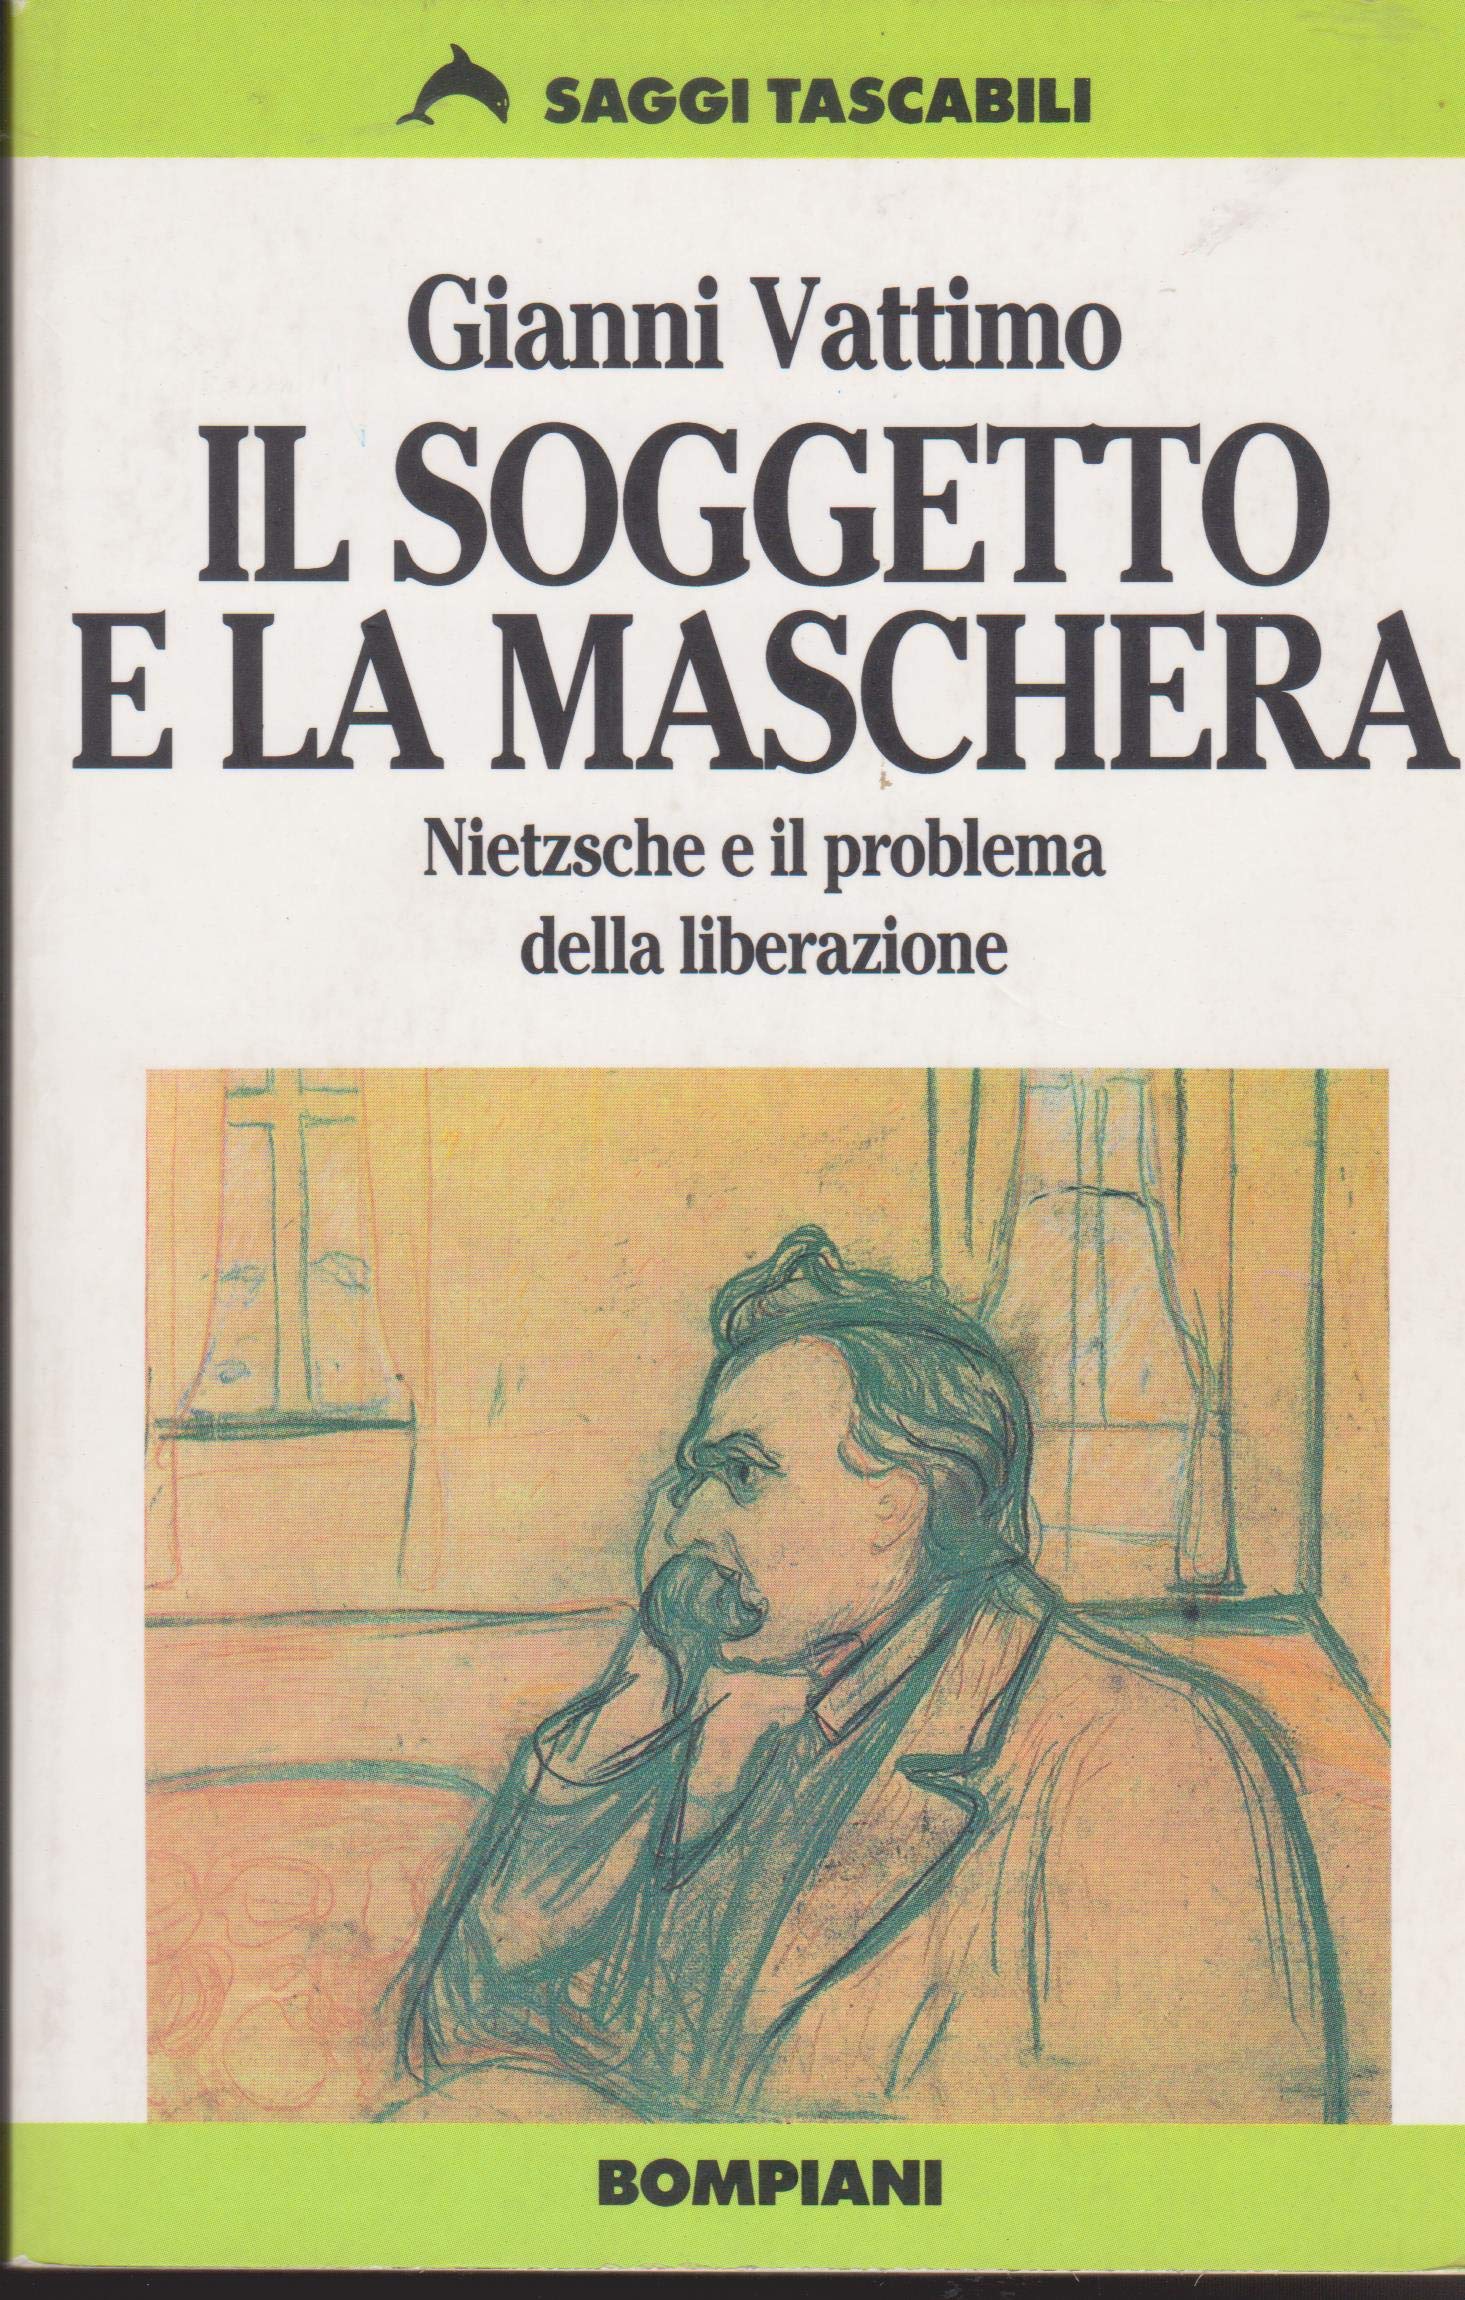 SAGGI TASCABILI
Gianni Vattimo
IL SOGGETTO
E LA MASCHERA
Nietzsche e il problema
della liberazione
BOMPIANI